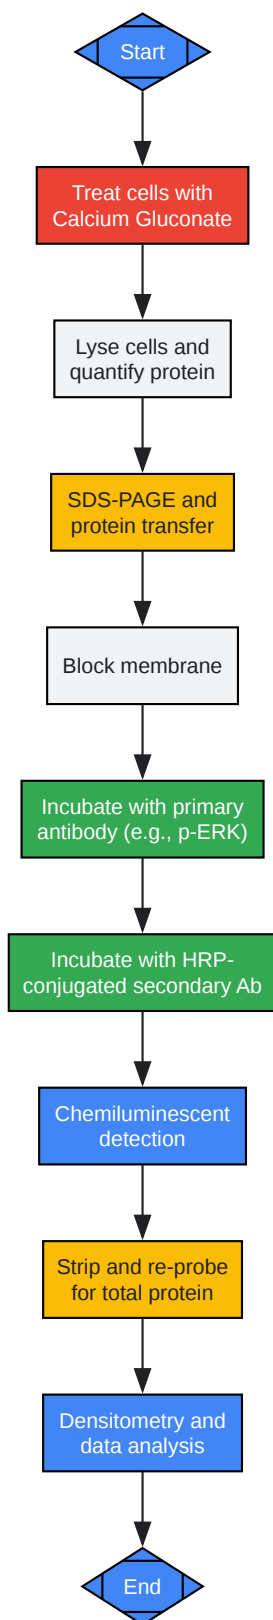 Start
Treat cells with
Calcium Gluconate
Lyse cells and
quantify protein
SDS-PAGE and
protein transfer
Block membrane
Incubate with primary
antibody (e.g., p-ERK)
Incubate with HRP-
conjugated secondary Ab
Chemiluminescent
detection
Strip and re-probe
for total protein
Densitometry and
data analysis
End